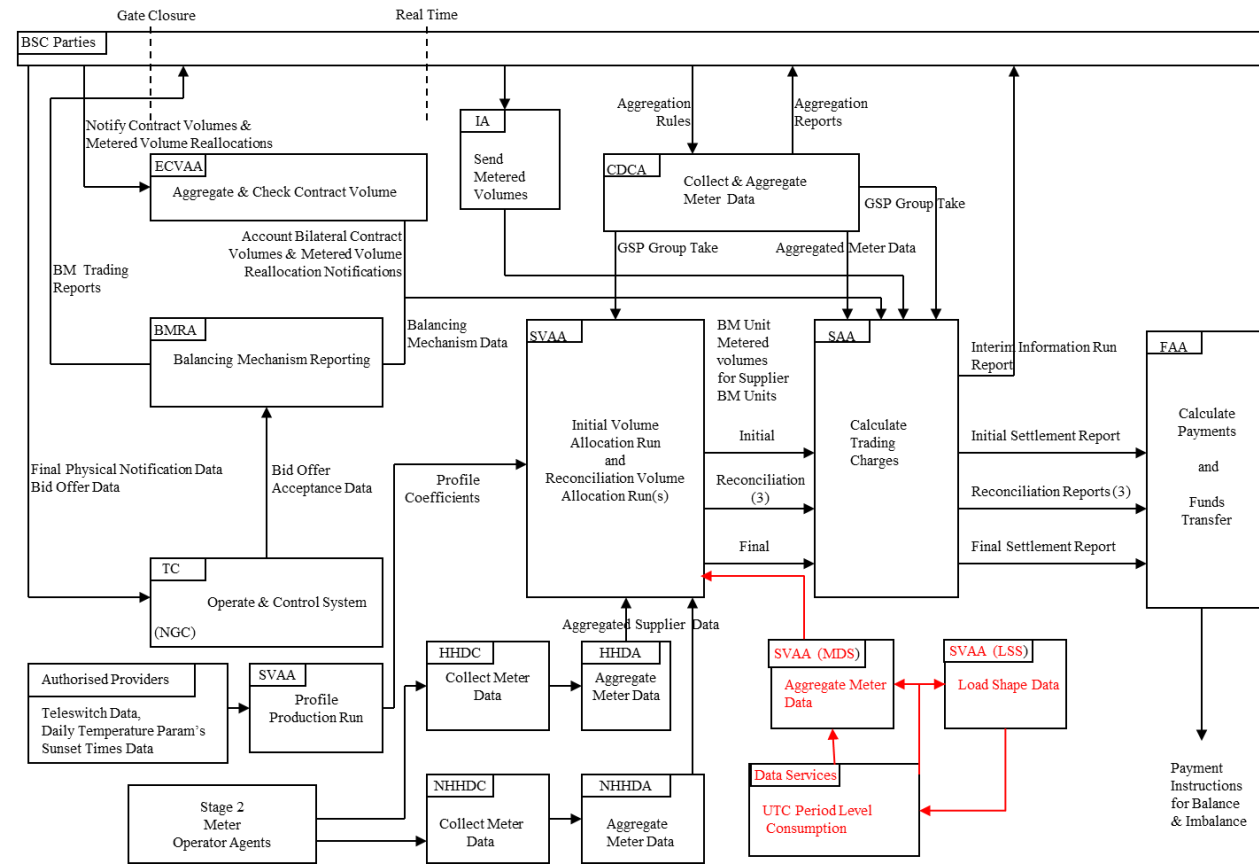 Gate Closure
Real Time
BSC Parties
Notify Contract Volumes &
Metered Volume Reallocations
ECVAA
Aggregate & Check Contract Volume
IA
Send
Metered
Volumes
Aggregation
Rules
Aggregation
Reports
CDCA
Collect & Aggregate
Meter Data
GSP Group Take
GSP Group Take
Aggregated Meter Data
Account Bilateral Contract
Volumes & Metered Volume
Reallocation Notifications
BM Trading
Reports
BMRA
Balancing Mechanism Reporting
Balancing
Mechanism Data
SVAA
Initial Volume
Allocation Run
and
Reconciliation Volume
Allocation Run(s)
BM Unit
Metered
volumes
for Supplier
BM Units
Initial
Reconciliation
(3)
Final
SAA
Calculate
Trading
Charges
Interim Information Run
Report
Initial Settlement Report
Reconciliation Reports (3)
Final Settlement Report
FAA
Calculate
Payments
and
Funds
Transfer
Final Physical Notification Data
Bid Offer Data
Bid Offer
Acceptance Data
Profile
Coefficients
TC
Operate & Control System
(NGC)
Aggregated Supplier Data
Authorised Providers
Teleswitch Data,
Daily Temperature Param's
Sunset Times Data
SVAA
Profile
Production Run
HHDC
Collect Meter
Data
HHDA
Aggregate
Meter Data
SVAA (MDS)
Aggregate Meter
Data
SVAA (LSS)
Load Shape Data
Stage 2
Meter
Operator Agents
NHHDC
Collect Meter
Data
NHHDA
Aggregate
Meter Data
Data Services
UTC Period Level
Consumption
Payment
Instructions
for Balance
& Imbalance